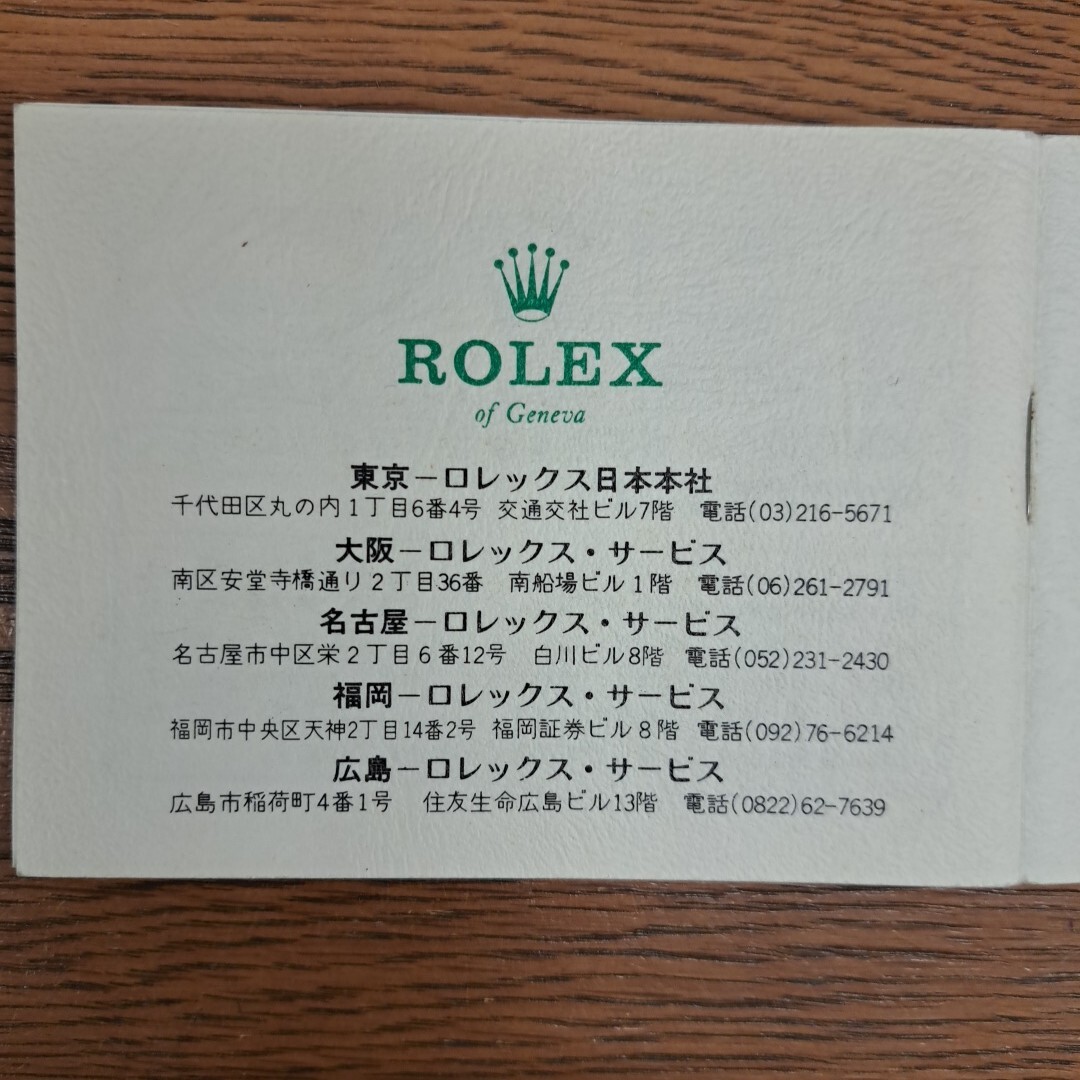 ROLEX
of Geneva
東京－ロレックス日本本社
千代田区丸の内1丁目6番4号 交通交社ビル7階 電話(03)216-5671
大阪－ロレックス・サービス
南区安堂寺橋通り2丁目36番 南船場ビル1階 電話(06)261-2791
名古屋－ロレックス・サービス
名古屋市中区栄2丁目6番12号 白川ビル8階 電話(052)231-2430
福岡－ロレックス・サービス
福岡市中央区天神2丁目14番2号 福岡証券ビル8階 電話(092)76-6214
広島－ロレックス・サービス
広島市稲荷町4番1号 住友生命広島ビル13階 電話(0822)62-7639